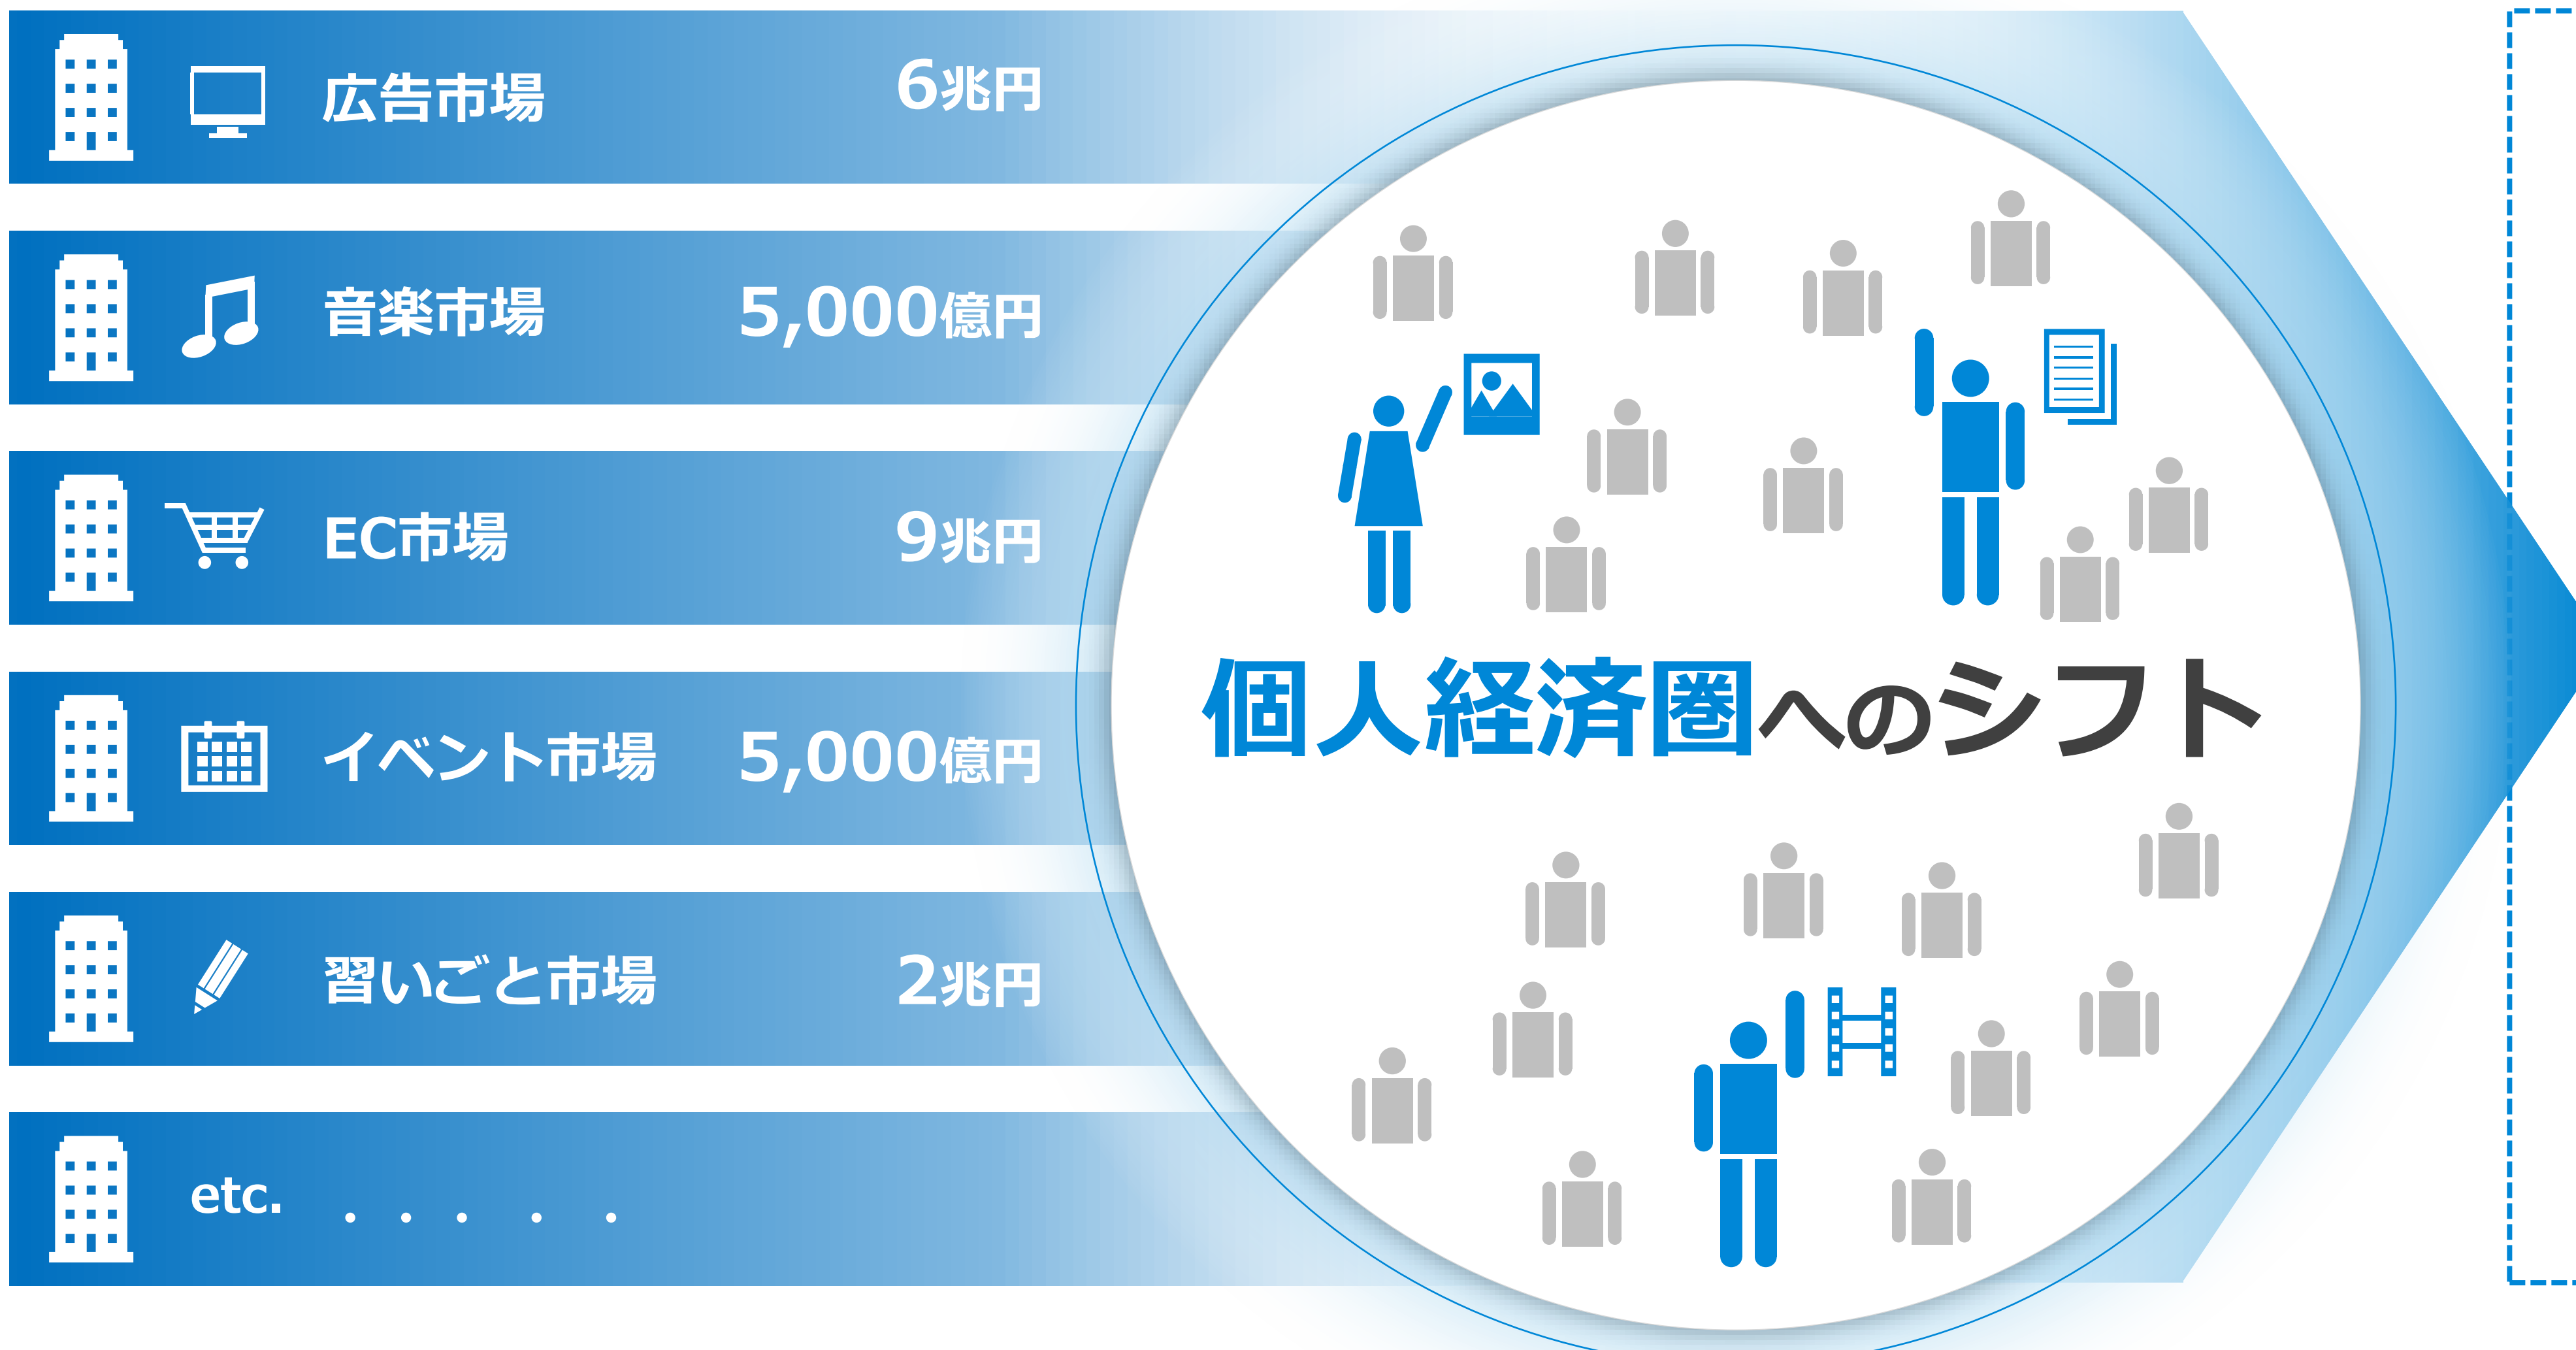 広告市場 6兆円
音楽市場 5,000億円
EC市場 9兆円
イベント市場 5,000億円
習いごと市場 2兆円
etc. ・・・・・
個人経済圏へのシフト